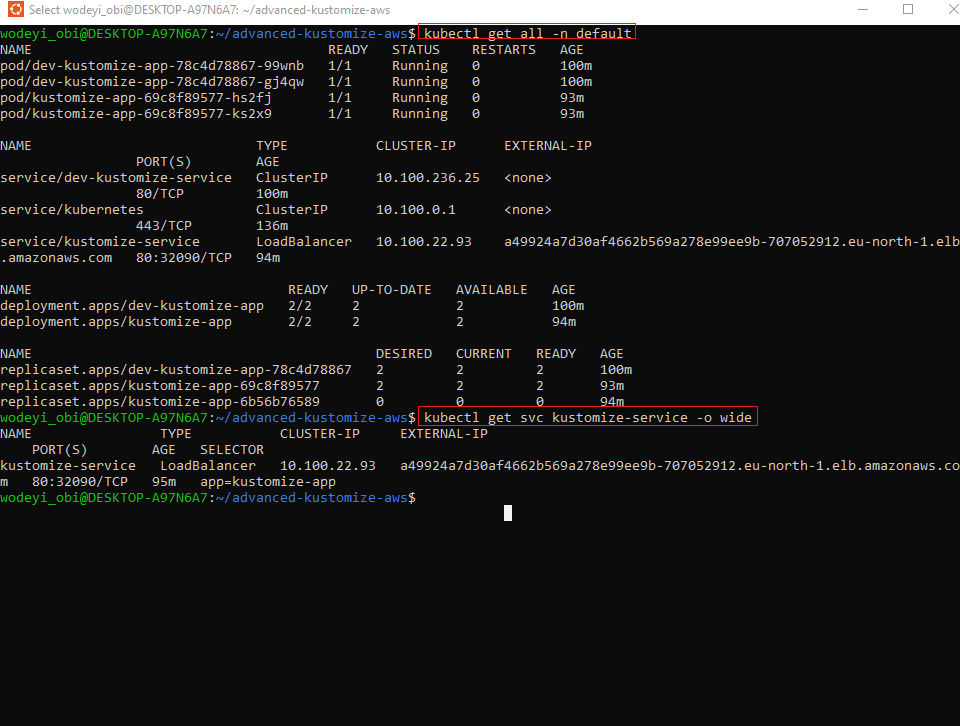 Select wodeyi_obi@DESKTOP-A97N6A7: ~/advanced-kustomize-aws
wodeyi_obi@DESKTOP-A97N6A7:~/advanced-kustomize-aws$ kubectl get all -n default
NAME READY STATUS RESTARTS AGE
pod/dev-kustomize-app-78c4d78867-99wnb 1/1 Running 0 100m
pod/dev-kustomize-app-78c4d78867-gj4qw 1/1 Running 0 100m
pod/kustomize-app-69c8f89577-hs2fj 1/1 Running 0 93m
pod/kustomize-app-69c8f89577-ks2x9 1/1 Running 0 93m
NAME TYPE CLUSTER-IP EXTERNAL-IP
PORT(S) AGE
service/dev-kustomize-service ClusterIP 10.100.236.25 <none>
80/TCP 100m
service/kubernetes ClusterIP 10.100.0.1 <none>
443/TCP 136m
service/kustomize-service LoadBalancer 10.100.22.93 a49924a7d30af4662b569a278e99ee9b-707052912.eu-north-1.elb
.amazonaws.com 80:32090/TCP 94m
NAME READY UP-TO-DATE AVAILABLE AGE
deployment.apps/dev-kustomize-app 2/2 2 2 100m
deployment.apps/kustomize-app 2/2 2 2 94m
NAME DESIRED CURRENT READY AGE
replicaset.apps/dev-kustomize-app-78c4d78867 2 2 2 100m
replicaset.apps/kustomize-app-69c8f89577 2 2 2 93m
replicaset.apps/kustomize-app-6b56b76589 0 0 0 94m
wodeyi_obi@DESKTOP-A97N6A7:~/advanced-kustomize-aws$ kubectl get svc kustomize-service -o wide
NAME TYPE CLUSTER-IP EXTERNAL-IP
PORT(S) AGE SELECTOR
kustomize-service LoadBalancer 10.100.22.93 a49924a7d30af4662b569a278e99ee9b-707052912.eu-north-1.elb.amazonaws.co
m 80:32090/TCP 95m app=kustomize-app
wodeyi_obi@DESKTOP-A97N6A7:~/advanced-kustomize-aws$